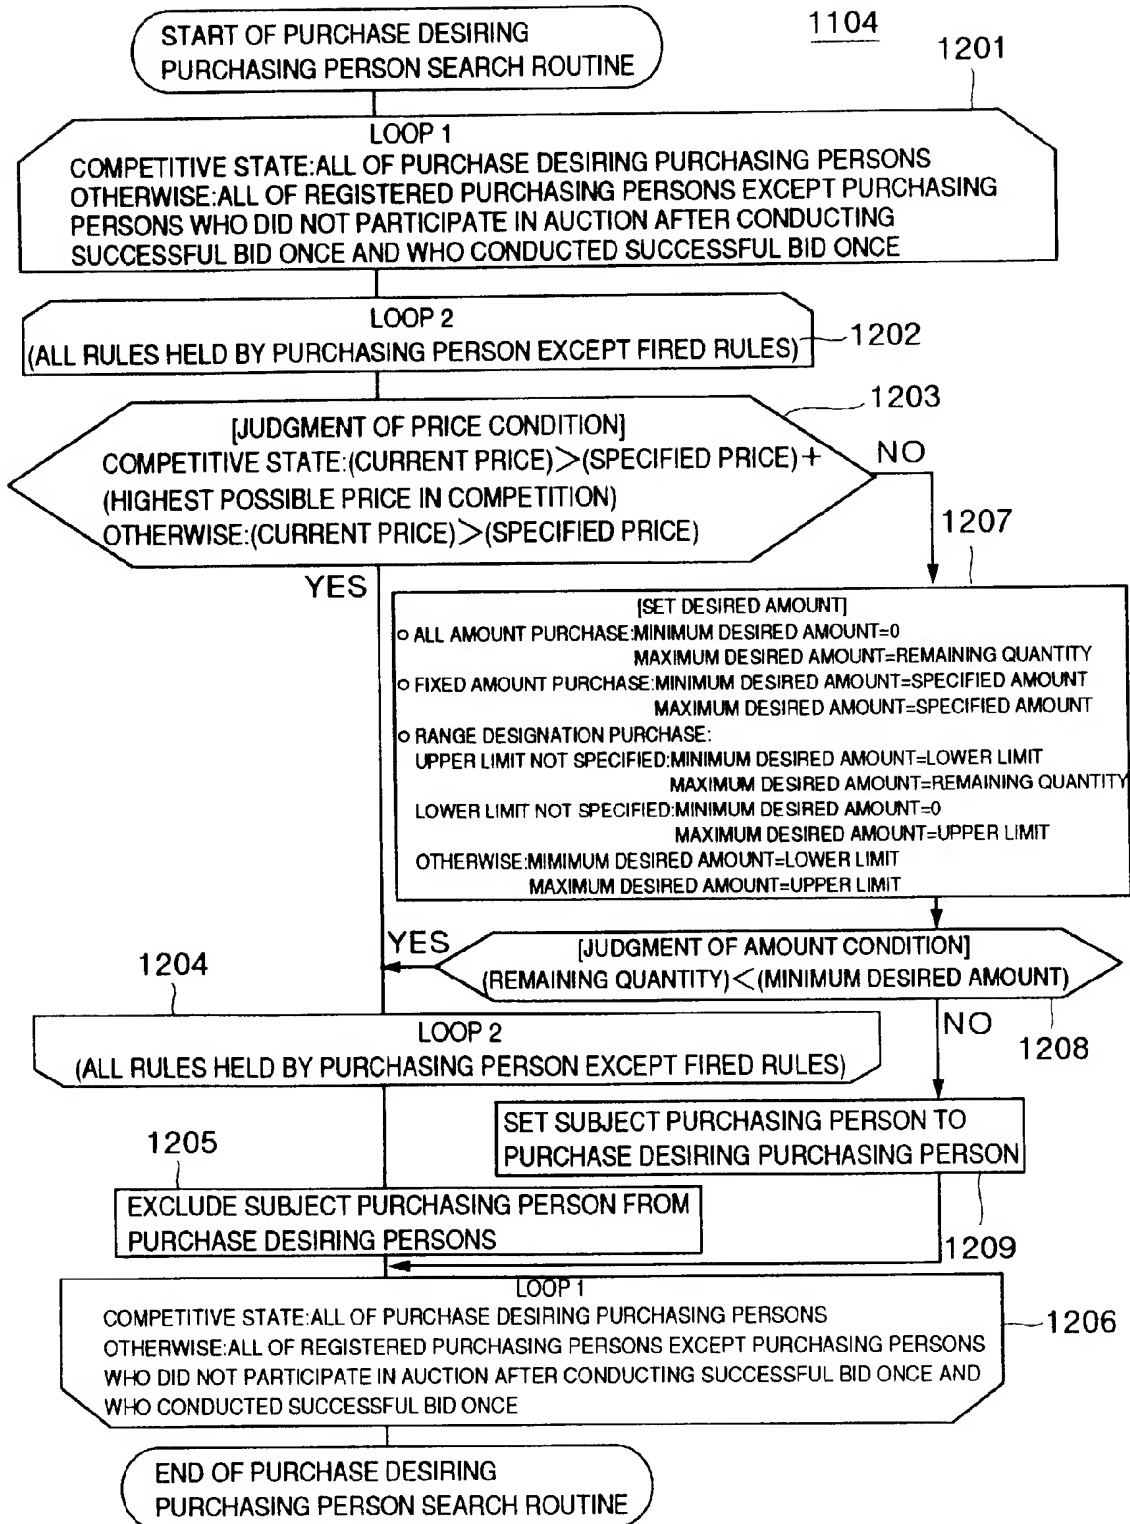 1104
START OF PURCHASE DESIRING
PURCHASING PERSON SEARCH ROUTINE
1201
LOOP 1
COMPETITIVE STATE:ALL OF PURCHASE DESIRING PURCHASING PERSONS
OTHERWISE:ALL OF REGISTERED PURCHASING PERSONS EXCEPT PURCHASING
PERSONS WHO DID NOT PARTICIPATE IN AUCTION AFTER CONDUCTING
SUCCESSFUL BID ONCE AND WHO CONDUCTED SUCCESSFUL BID ONCE
LOOP 2
(ALL RULES HELD BY PURCHASING PERSON EXCEPT FIRED RULES)
1202
1203
[JUDGMENT OF PRICE CONDITION]
COMPETITIVE STATE:(CURRENT PRICE)>(SPECIFIED PRICE)+
(HIGHEST POSSIBLE PRICE IN COMPETITION)
OTHERWISE:(CURRENT PRICE)>(SPECIFIED PRICE)
NO
YES
1207
[SET DESIRED AMOUNT]
○ ALL AMOUNT PURCHASE:MINIMUM DESIRED AMOUNT=0
MAXIMUM DESIRED AMOUNT=REMAINING QUANTITY
○ FIXED AMOUNT PURCHASE:MINIMUM DESIRED AMOUNT=SPECIFIED AMOUNT
MAXIMUM DESIRED AMOUNT=SPECIFIED AMOUNT
○ RANGE DESIGNATION PURCHASE:
UPPER LIMIT NOT SPECIFIED:MINIMUM DESIRED AMOUNT=LOWER LIMIT
MAXIMUM DESIRED AMOUNT=REMAINING QUANTITY
LOWER LIMIT NOT SPECIFIED:MINIMUM DESIRED AMOUNT=0
MAXIMUM DESIRED AMOUNT=UPPER LIMIT
OTHERWISE:MIMIMUM DESIRED AMOUNT=LOWER LIMIT
MAXIMUM DESIRED AMOUNT=UPPER LIMIT
YES
[JUDGMENT OF AMOUNT CONDITION]
(REMAINING QUANTITY)<(MINIMUM DESIRED AMOUNT)
NO
1208
1204
LOOP 2
(ALL RULES HELD BY PURCHASING PERSON EXCEPT FIRED RULES)
SET SUBJECT PURCHASING PERSON TO
PURCHASE DESIRING PURCHASING PERSON
1209
1205
EXCLUDE SUBJECT PURCHASING PERSON FROM
PURCHASE DESIRING PERSONS
LOOP 1
COMPETITIVE STATE:ALL OF PURCHASE DESIRING PURCHASING PERSONS
OTHERWISE:ALL OF REGISTERED PURCHASING PERSONS EXCEPT PURCHASING PERSONS
WHO DID NOT PARTICIPATE IN AUCTION AFTER CONDUCTING SUCCESSFUL BID ONCE AND
WHO CONDUCTED SUCCESSFUL BID ONCE
1206
END OF PURCHASE DESIRING
PURCHASING PERSON SEARCH ROUTINE